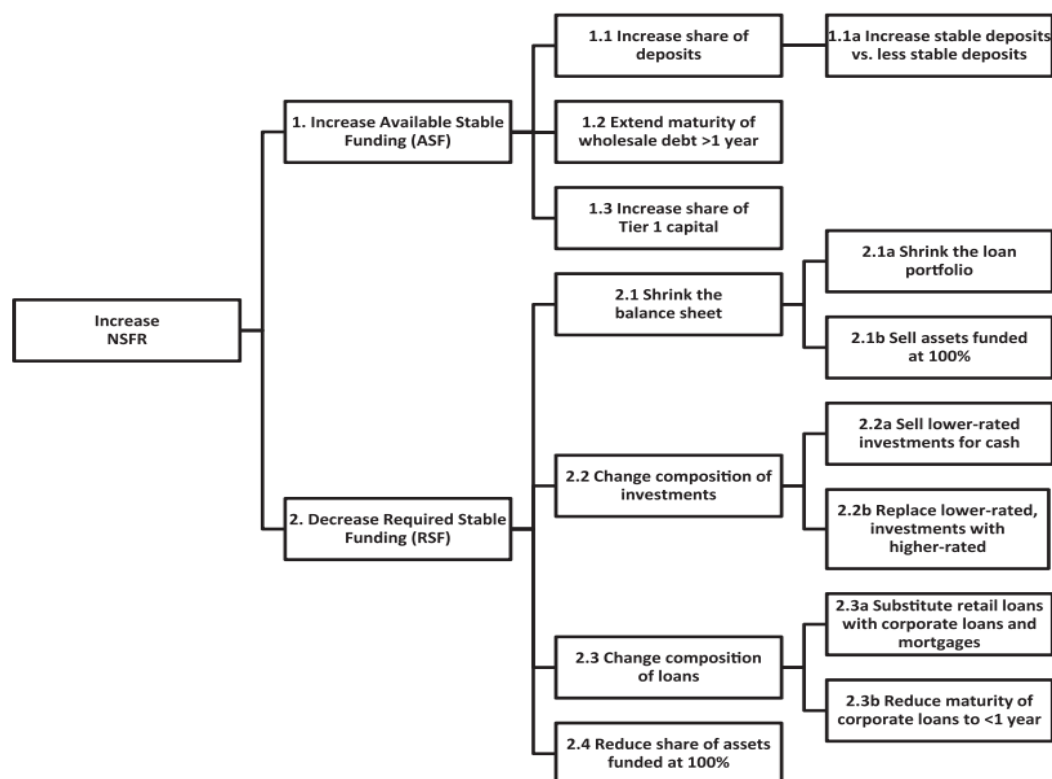 Increase
NSFR
1. Increase Available Stable
Funding (ASF)
1.1 Increase share of
deposits
1.1a Increase stable deposits
vs. less stable deposits
1.2 Extend maturity of
wholesale debt >1 year
1.3 Increase share of
Tier 1 capital
2. Decrease Required Stable
Funding (RSF)
2.1 Shrink the
balance sheet
2.1a Shrink the loan
portfolio
2.1b Sell assets funded
at 100%
2.2 Change composition of
investments
2.2a Sell lower-rated
investments for cash
2.2b Replace lower-rated,
investments with
higher-rated
2.3 Change composition
of loans
2.3a Substitute retail loans
with corporate loans and
mortgages
2.3b Reduce maturity of
corporate loans to <1 year
2.4 Reduce share of assets
funded at 100%